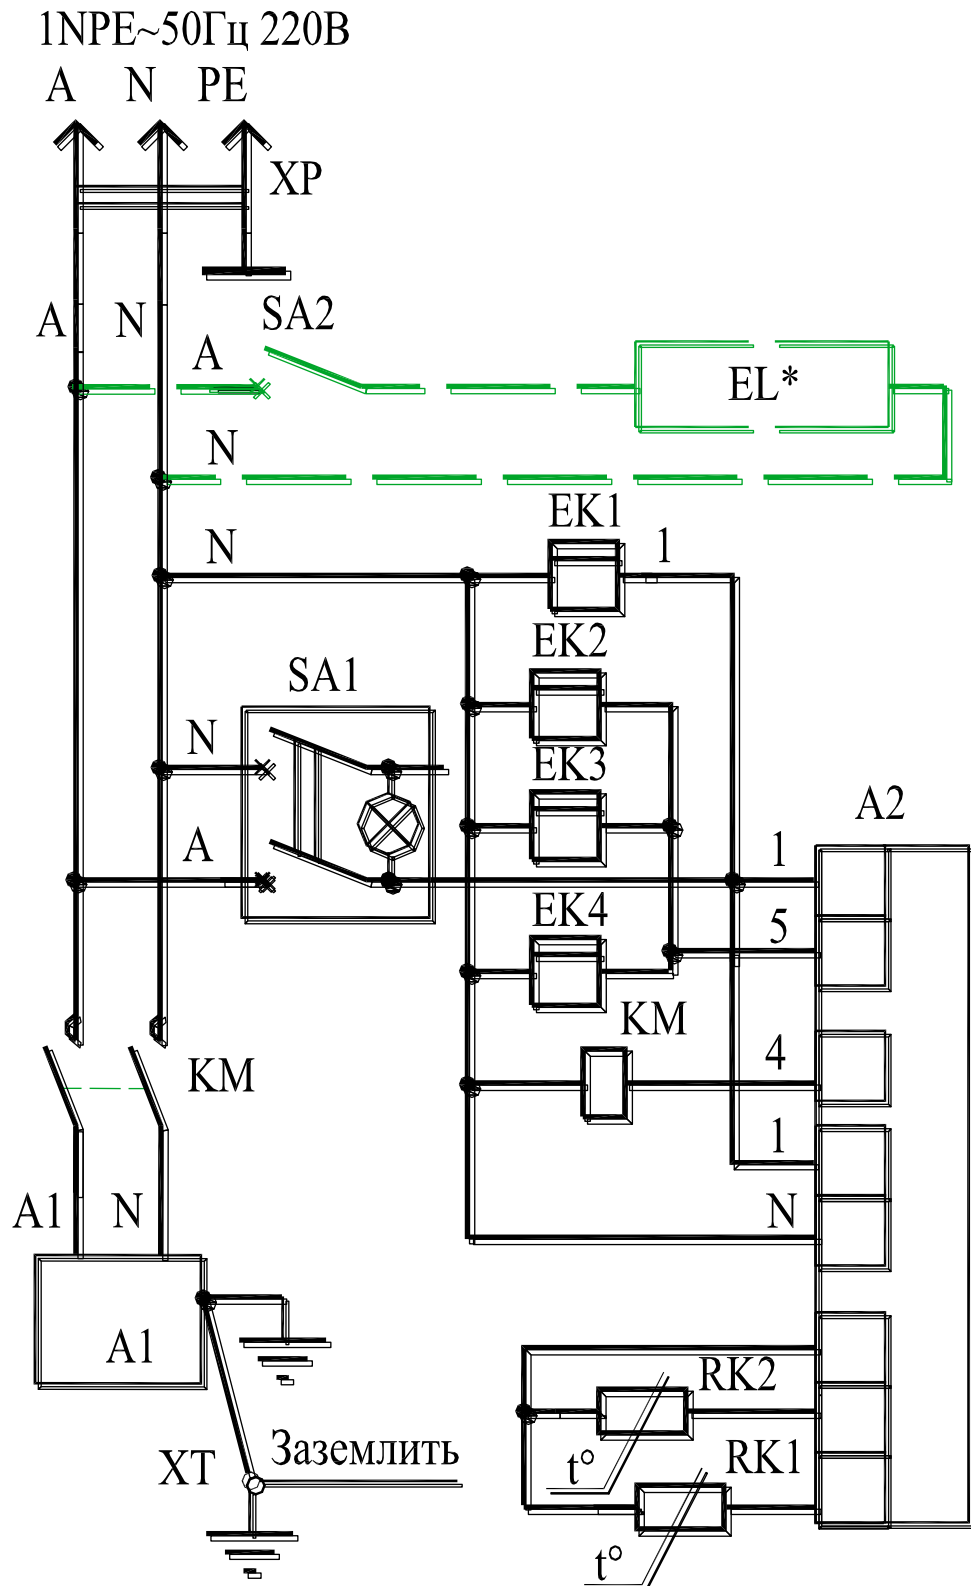 1NPE~50Гц 220В
A N PE
XP
A N SA2
A
EL*
N
EK1
N 1
EK2
SA1
N
EK3
A2
A 1
EK4
5
KM
4
KM
1
A1 N N
A1
RK2
Заземлить
XT t°
RK1
t°